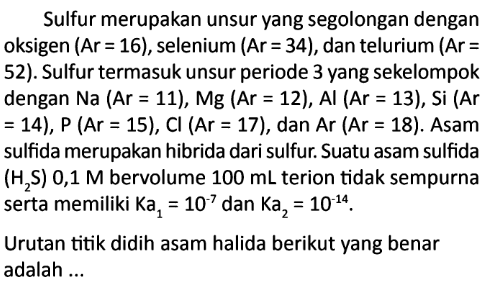 Sulfur merupakan unsur yang segolongan dengan
oksigen (Ar = 16), selenium (Ar = 34), dan telurium (Ar =
52). Sulfur termasuk unsur periode 3 yang sekelompok
dengan Na (Ar = 11), Mg (Ar = 12), Al (Ar = 13), Si (Ar
= 14), P (Ar = 15), Cl (Ar = 17), dan Ar (Ar = 18). Asam
sulfida merupakan hibrida dari sulfur. Suatu asam sulfida
(H₂S) 0,1 M bervolume 100 mL terion tidak sempurna
serta memiliki Ka₁ = 10⁻⁷ dan Ka₂ = 10⁻¹⁴.
Urutan titik didih asam halida berikut yang benar
adalah ...